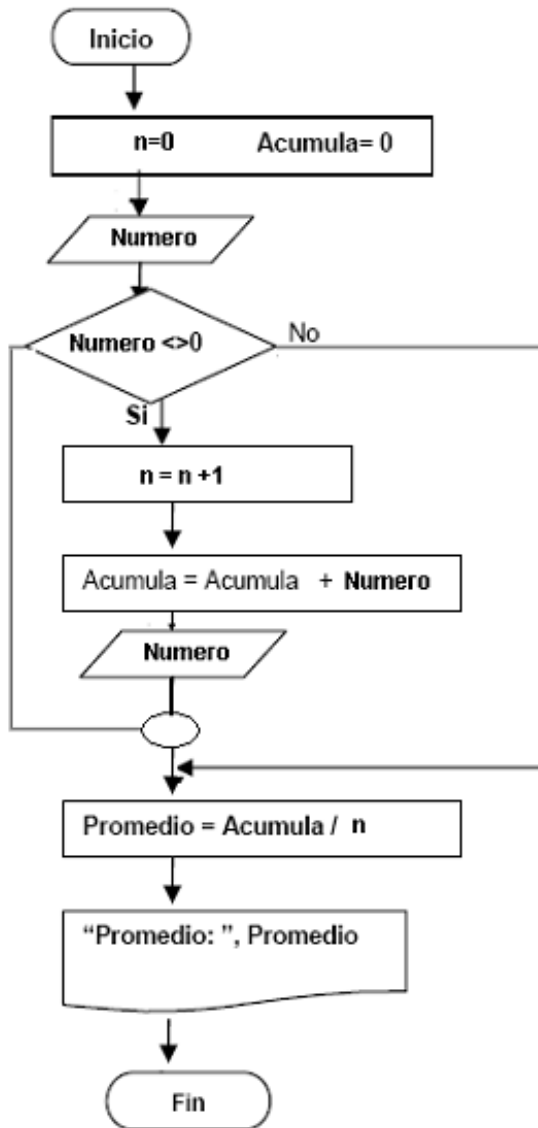 Inicio
n=0 Acumula= 0
Numero
Numero <>0
No
Si
n = n +1
Acumula = Acumula + Numero
Numero
Promedio = Acumula / n
“Promedio: ”, Promedio
Fin